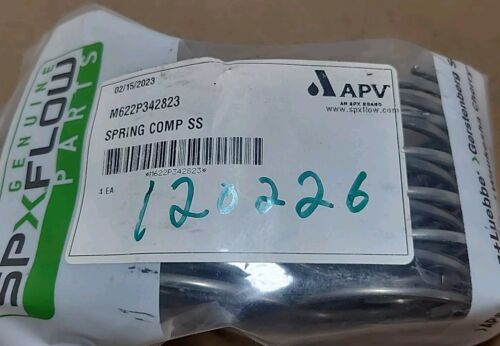 GENUINE
SPXFLOW
PARTS
02/15/2023
M622P342823
SPRING COMP SS
*M622P342823*
4 EA
120226
APV
AN SPX BRAND
www.spxflow.com
>Gerstenberg S